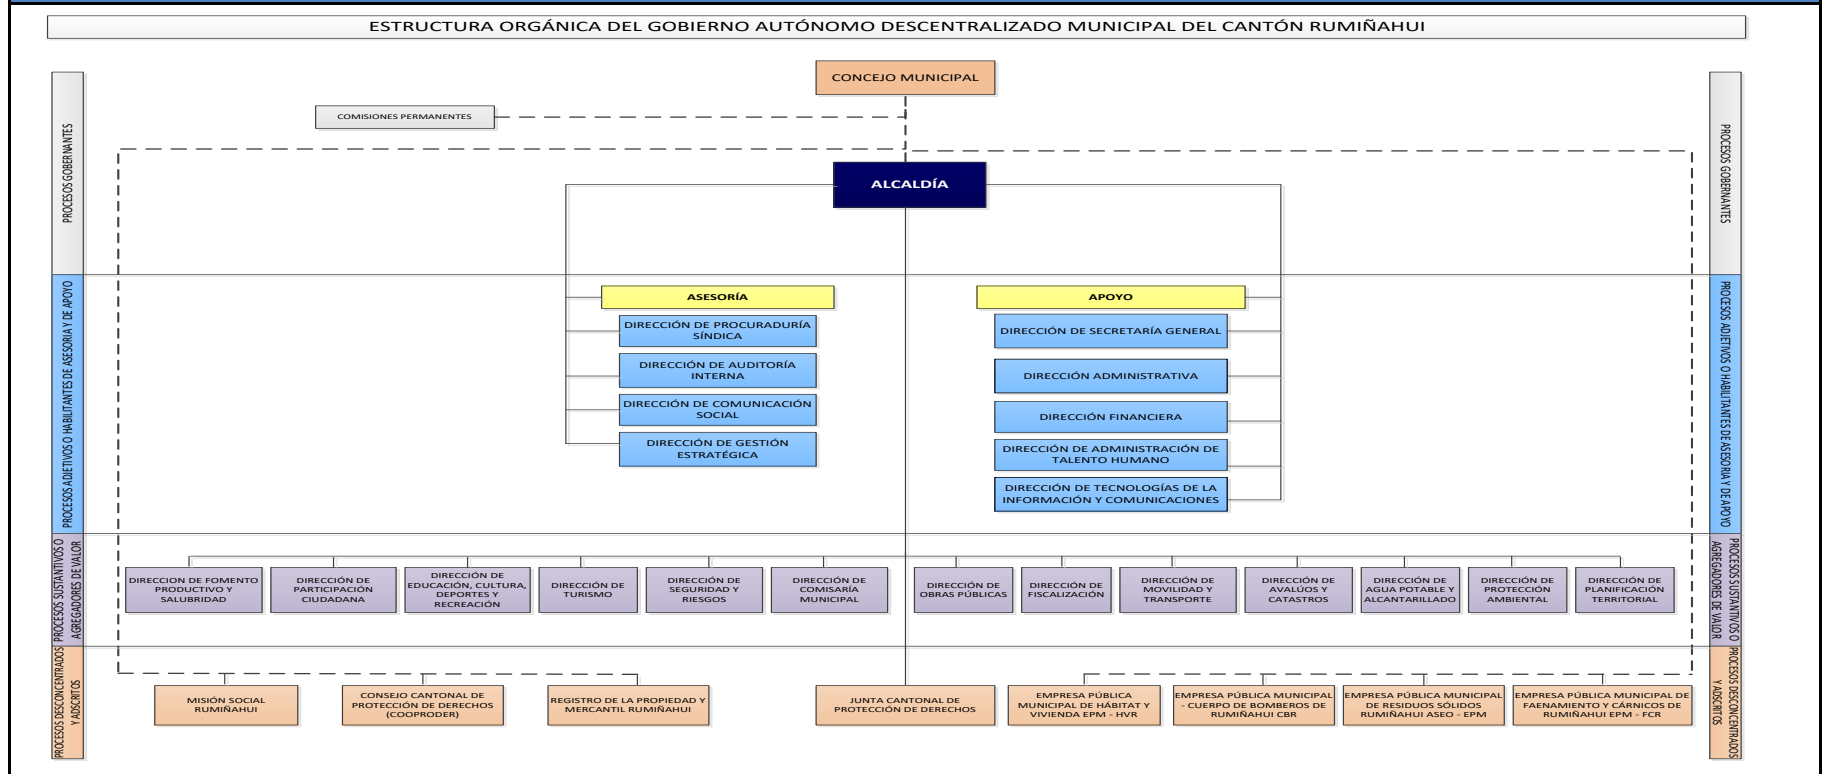 ESTRUCTURA ORGÁNICA DEL GOBIERNO AUTÓNOMO DESCENTRALIZADO MUNICIPAL DEL CANTÓN RUMIÑAHUI
CONCEJO MUNICIPAL
COMISIONES PERMANENTES
ALCALDÍA
PROCESOS GOBERNANTES
PROCESOS GOBERNANTES
PROCESOS ADJETIVOS O HABILITANTES DE ASESORIA Y DE APOYO
ASESORÍA
DIRECCIÓN DE PROCURADURÍA
SÍNDICA
DIRECCIÓN DE AUDITORÍA
INTERNA
DIRECCIÓN DE COMUNICACIÓN
SOCIAL
DIRECCIÓN DE GESTIÓN
ESTRATÉGICA
APOYO
DIRECCIÓN DE SECRETARÍA GENERAL
DIRECCIÓN ADMINISTRATIVA
DIRECCIÓN FINANCIERA
DIRECCIÓN DE ADMINISTRACIÓN DE
TALENTO HUMANO
DIRECCIÓN DE TECNOLOGÍAS DE LA
INFORMACIÓN Y COMUNICACIONES
PROCESOS ADJETIVOS O HABILITANTES DE ASESORIA Y DE APOYO
PROCESOS SUSTANTIVOS O
AGREGADORES DE VALOR
DIRECCION DE FOMENTO
PRODUCTIVO Y
SALUBRIDAD
DIRECCIÓN DE
PARTICIPACIÓN
CIUDADANA
DIRECCIÓN DE
EDUCACIÓN, CULTURA,
DEPORTES Y
RECREACIÓN
DIRECCIÓN DE
TURISMO
DIRECCIÓN DE
SEGURIDAD Y
RIESGOS
DIRECCIÓN DE
COMISARÍA
MUNICIPAL
DIRECCIÓN DE
OBRAS PÚBLICAS
DIRECCIÓN DE
FISCALIZACIÓN
DIRECCIÓN DE
MOVILIDAD Y
TRANSPORTE
DIRECCIÓN DE
AVALÚOS Y
CATASTROS
DIRECCIÓN DE
AGUA POTABLE Y
ALCANTARILLADO
DIRECCIÓN DE
PROTECCIÓN
AMBIENTAL
DIRECCIÓN DE
PLANIFICACIÓN
TERRITORIAL
PROCESOS SUSTANTIVOS O
AGREGADORES DE VALOR
PROCESOS DESCONCENTRADOS
Y ADSCRITOS
MISIÓN SOCIAL
RUMIÑAHUI
CONSEJO CANTONAL DE
PROTECCIÓN DE DERECHOS
(COOPRODER)
REGISTRO DE LA PROPIEDAD Y
MERCANTIL RUMIÑAHUI
JUNTA CANTONAL DE
PROTECCIÓN DE DERECHOS
EMPRESA PÚBLICA
MUNICIPAL DE HÁBITAT Y
VIVIENDA EPM - HVR
EMPRESA PÚBLICA MUNICIPAL
- CUERPO DE BOMBEROS DE
RUMIÑAHUI CBR
EMPRESA PÚBLICA MUNICIPAL
DE RESIDUOS SÓLIDOS
RUMIÑAHUI ASEO - EPM
EMPRESA PÚBLICA MUNICIPAL DE
FAENAMIENTO Y CÁRNICOS DE
RUMIÑAHUI EPM - FCR
PROCESOS DESCONCENTRADOS
Y ADSCRITOS